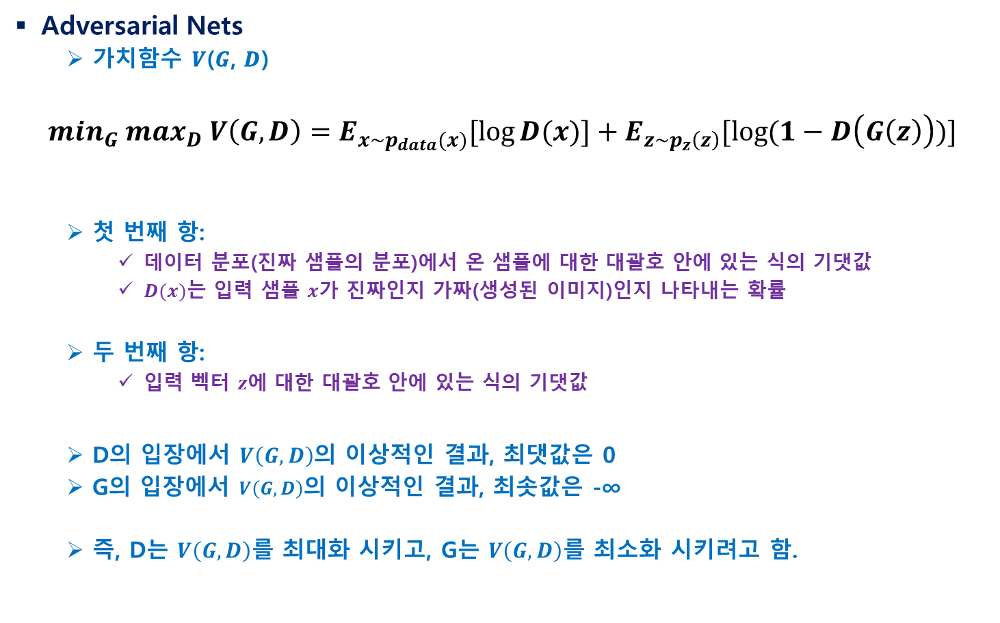 ▪ Adversarial Nets
➢ 가치함수 V(G, D)
min_G max_D V(G, D) = E_{x~p_{data}(x)}[log D(x)] + E_{z~p_z(z)}[log(1 − D(G(z)))]
➢ 첫 번째 항:
✓ 데이터 분포(진짜 샘플의 분포)에서 온 샘플에 대한 대괄호 안에 있는 식의 기댓값
✓ D(x)는 입력 샘플 x가 진짜인지 가짜(생성된 이미지)인지 나타내는 확률
➢ 두 번째 항:
✓ 입력 벡터 z에 대한 대괄호 안에 있는 식의 기댓값
➢ D의 입장에서 V(G, D)의 이상적인 결과, 최댓값은 0
➢ G의 입장에서 V(G, D)의 이상적인 결과, 최솟값은 -∞
➢ 즉, D는 V(G, D)를 최대화 시키고, G는 V(G, D)를 최소화 시키려고 함.